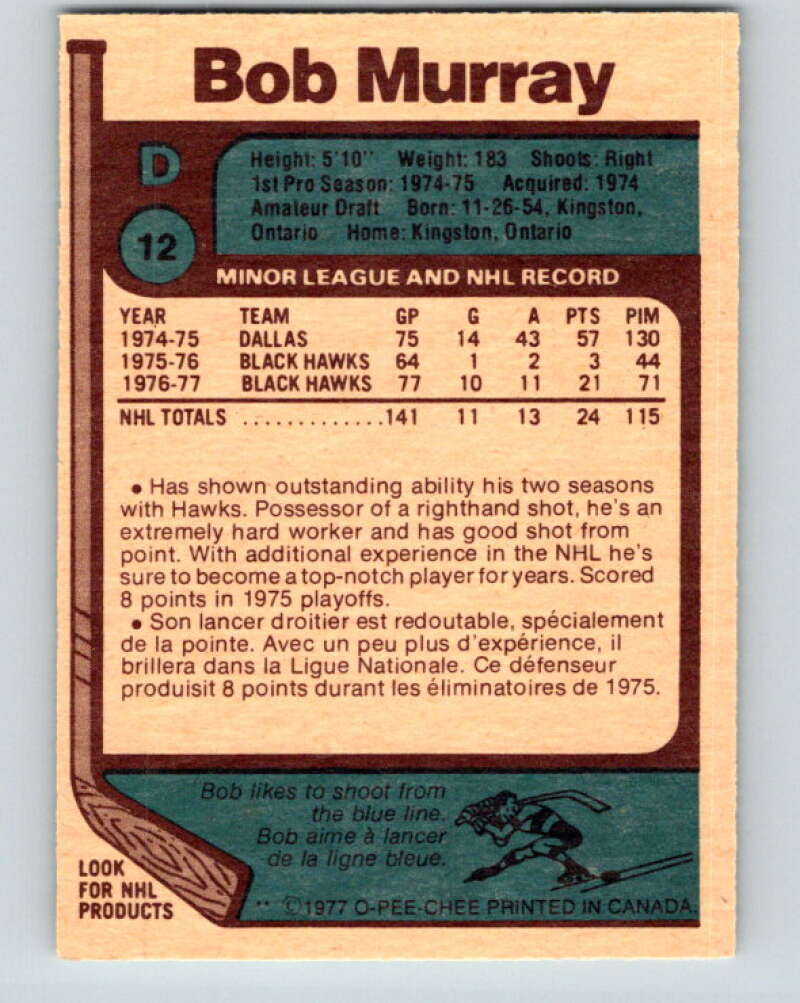 Bob Murray
D
12
Height: 5'10" Weight: 183 Shoots: Right
1st Pro Season: 1974-75 Acquired: 1974
Amateur Draft Born: 11-26-54, Kingston,
Ontario Home: Kingston, Ontario
MINOR LEAGUE AND NHL RECORD
YEAR TEAM GP G A PTS PIM
1974-75 DALLAS 75 14 43 57 130
1975-76 BLACK HAWKS 64 1 2 3 44
1976-77 BLACK HAWKS 77 10 11 21 71
NHL TOTALS .............141 11 13 24 115
• Has shown outstanding ability his two seasons
with Hawks. Possessor of a righthand shot, he's an
extremely hard worker and has good shot from
point. With additional experience in the NHL he's
sure to become a top-notch player for years. Scored
8 points in 1975 playoffs.
• Son lancer droitier est redoutable, spécialement
de la pointe. Avec un peu plus d'expérience, il
brillera dans la Ligue Nationale. Ce défenseur
produisit 8 points durant les éliminatoires de 1975.
Bob likes to shoot from
the blue line.
Bob aime à lancer
de la ligne bleue.
LOOK
FOR NHL
PRODUCTS
** ©1977 O-PEE-CHEE PRINTED IN CANADA.